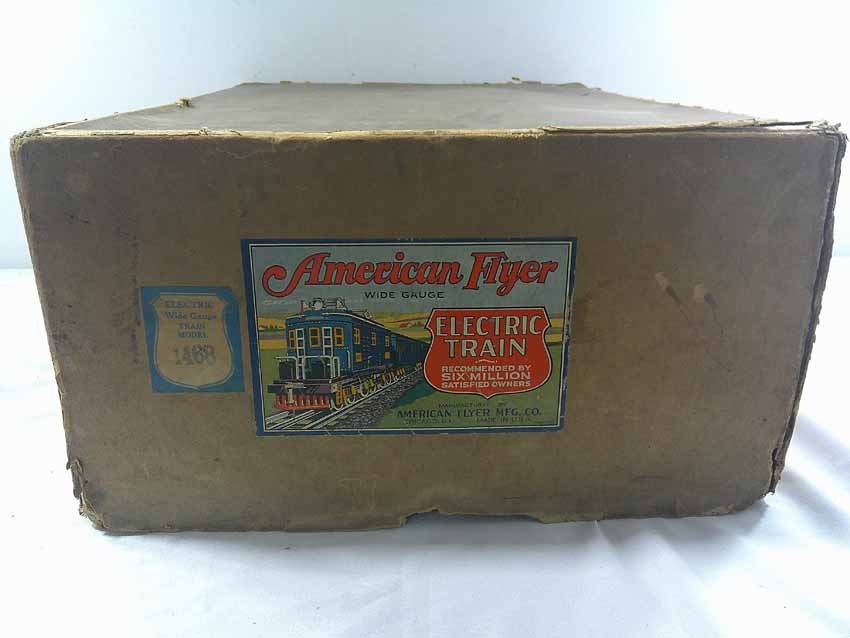 ELECTRIC
Wide Gauge
TRAIN
MODEL
1468
American Flyer
WIDE GAUGE
ELECTRIC
TRAIN
RECOMMENDED BY
SIX MILLION
SATISFIED OWNERS
MANUFACTURED BY
AMERICAN FLYER MFG. CO.
CHICAGO, ILL. MADE IN U.S.A.